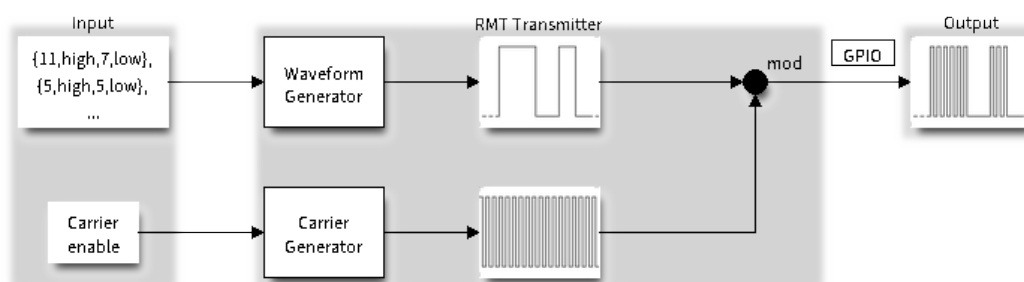 Input
RMT Transmitter
Output
{11,high,7,low},
{5,high,5,low},
...
Waveform
Generator
mod
GPIO
Carrier
enable
Carrier
Generator